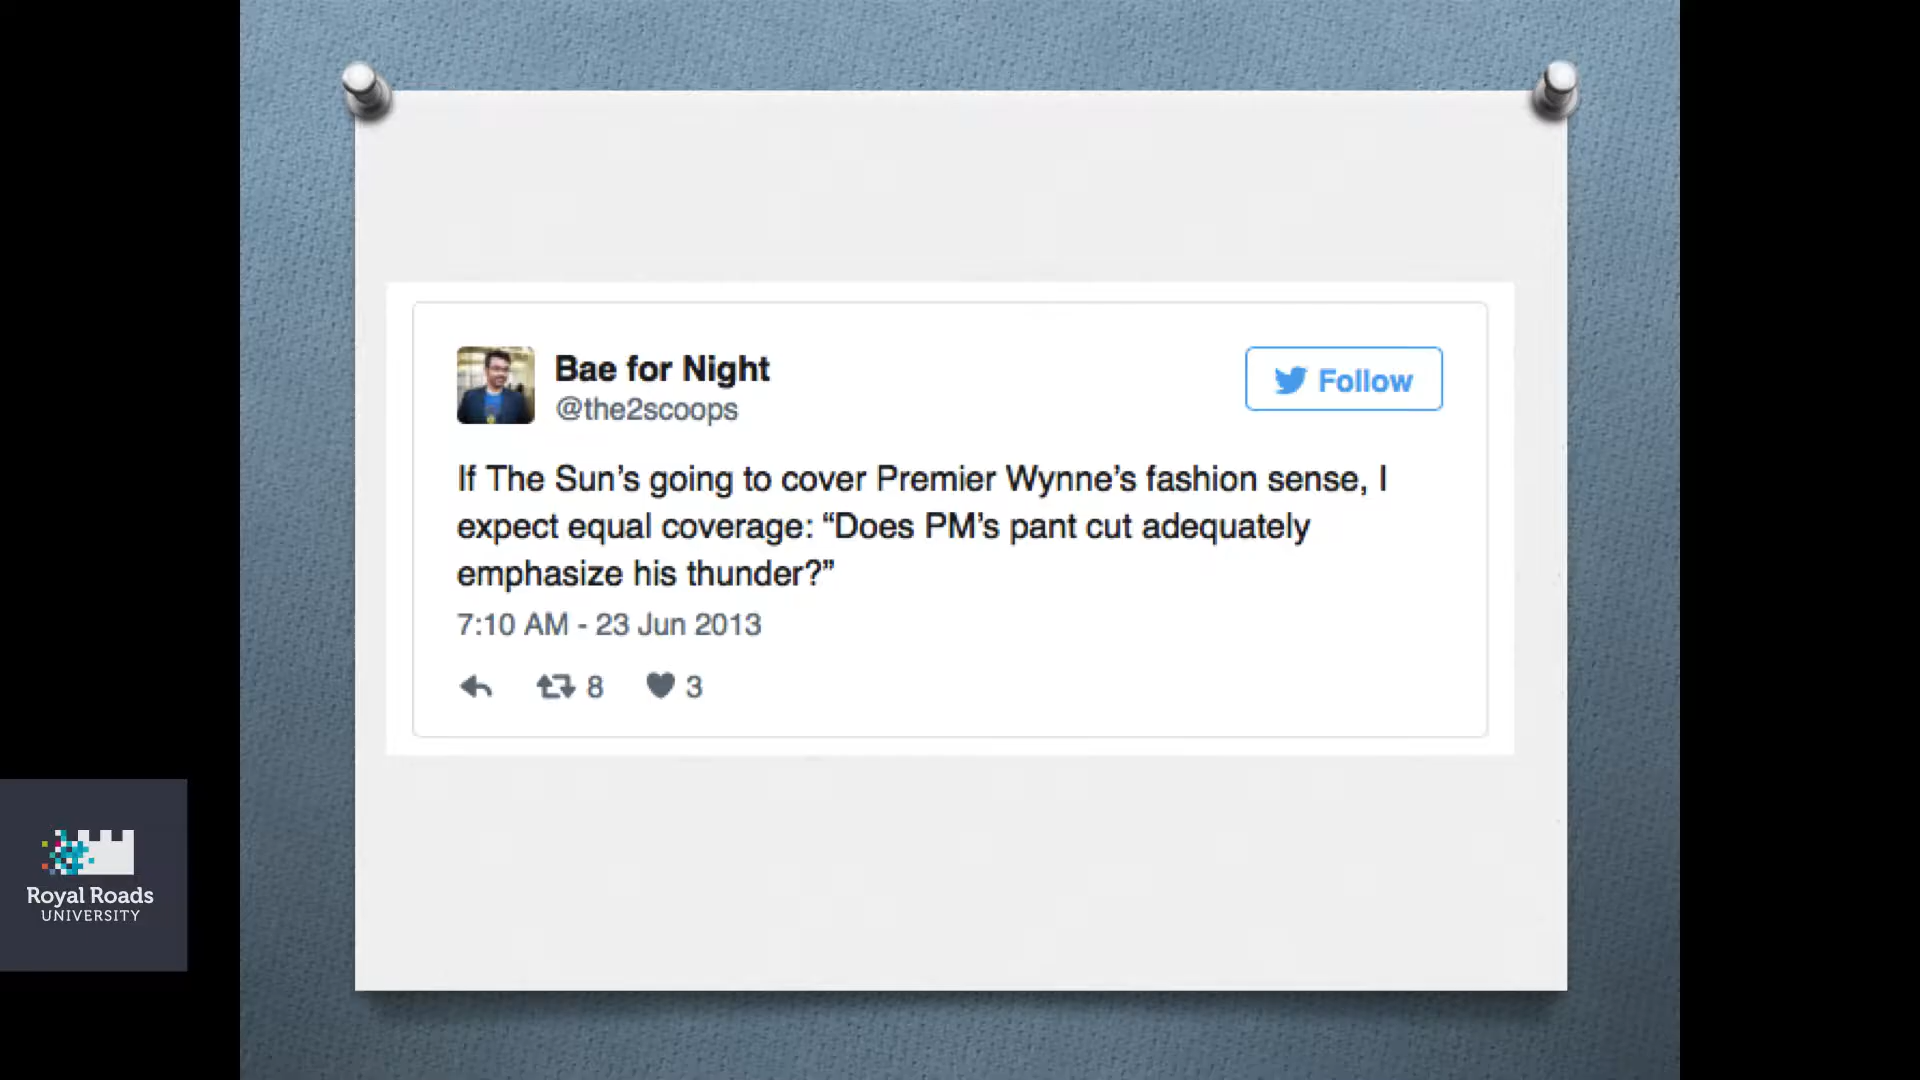 Bae for Night
@the2scoops
Follow
If The Sun’s going to cover Premier Wynne’s fashion sense, I
expect equal coverage: “Does PM’s pant cut adequately
emphasize his thunder?”
7:10 AM - 23 Jun 2013
8 3
Royal Roads
UNIVERSITY